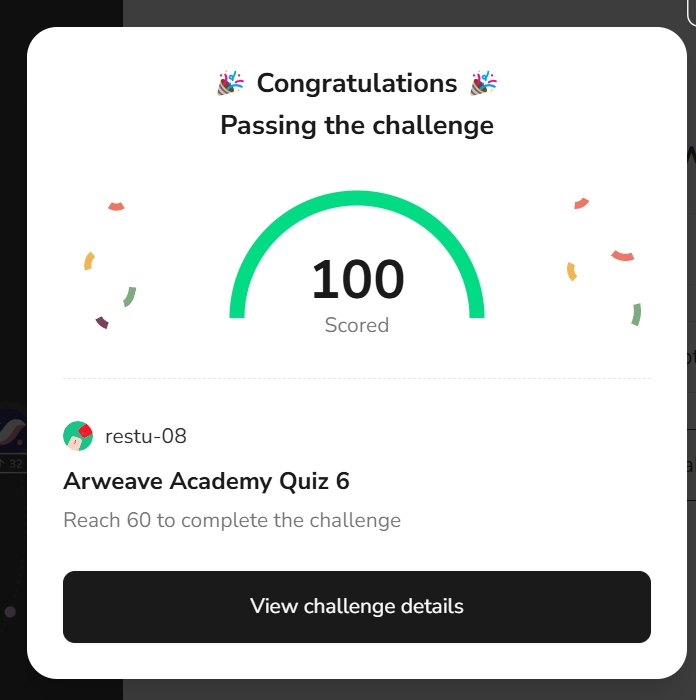 🎉 Congratulations 🎉
Passing the challenge
100
Scored
restu-08
Arweave Academy Quiz 6
Reach 60 to complete the challenge
View challenge details
32